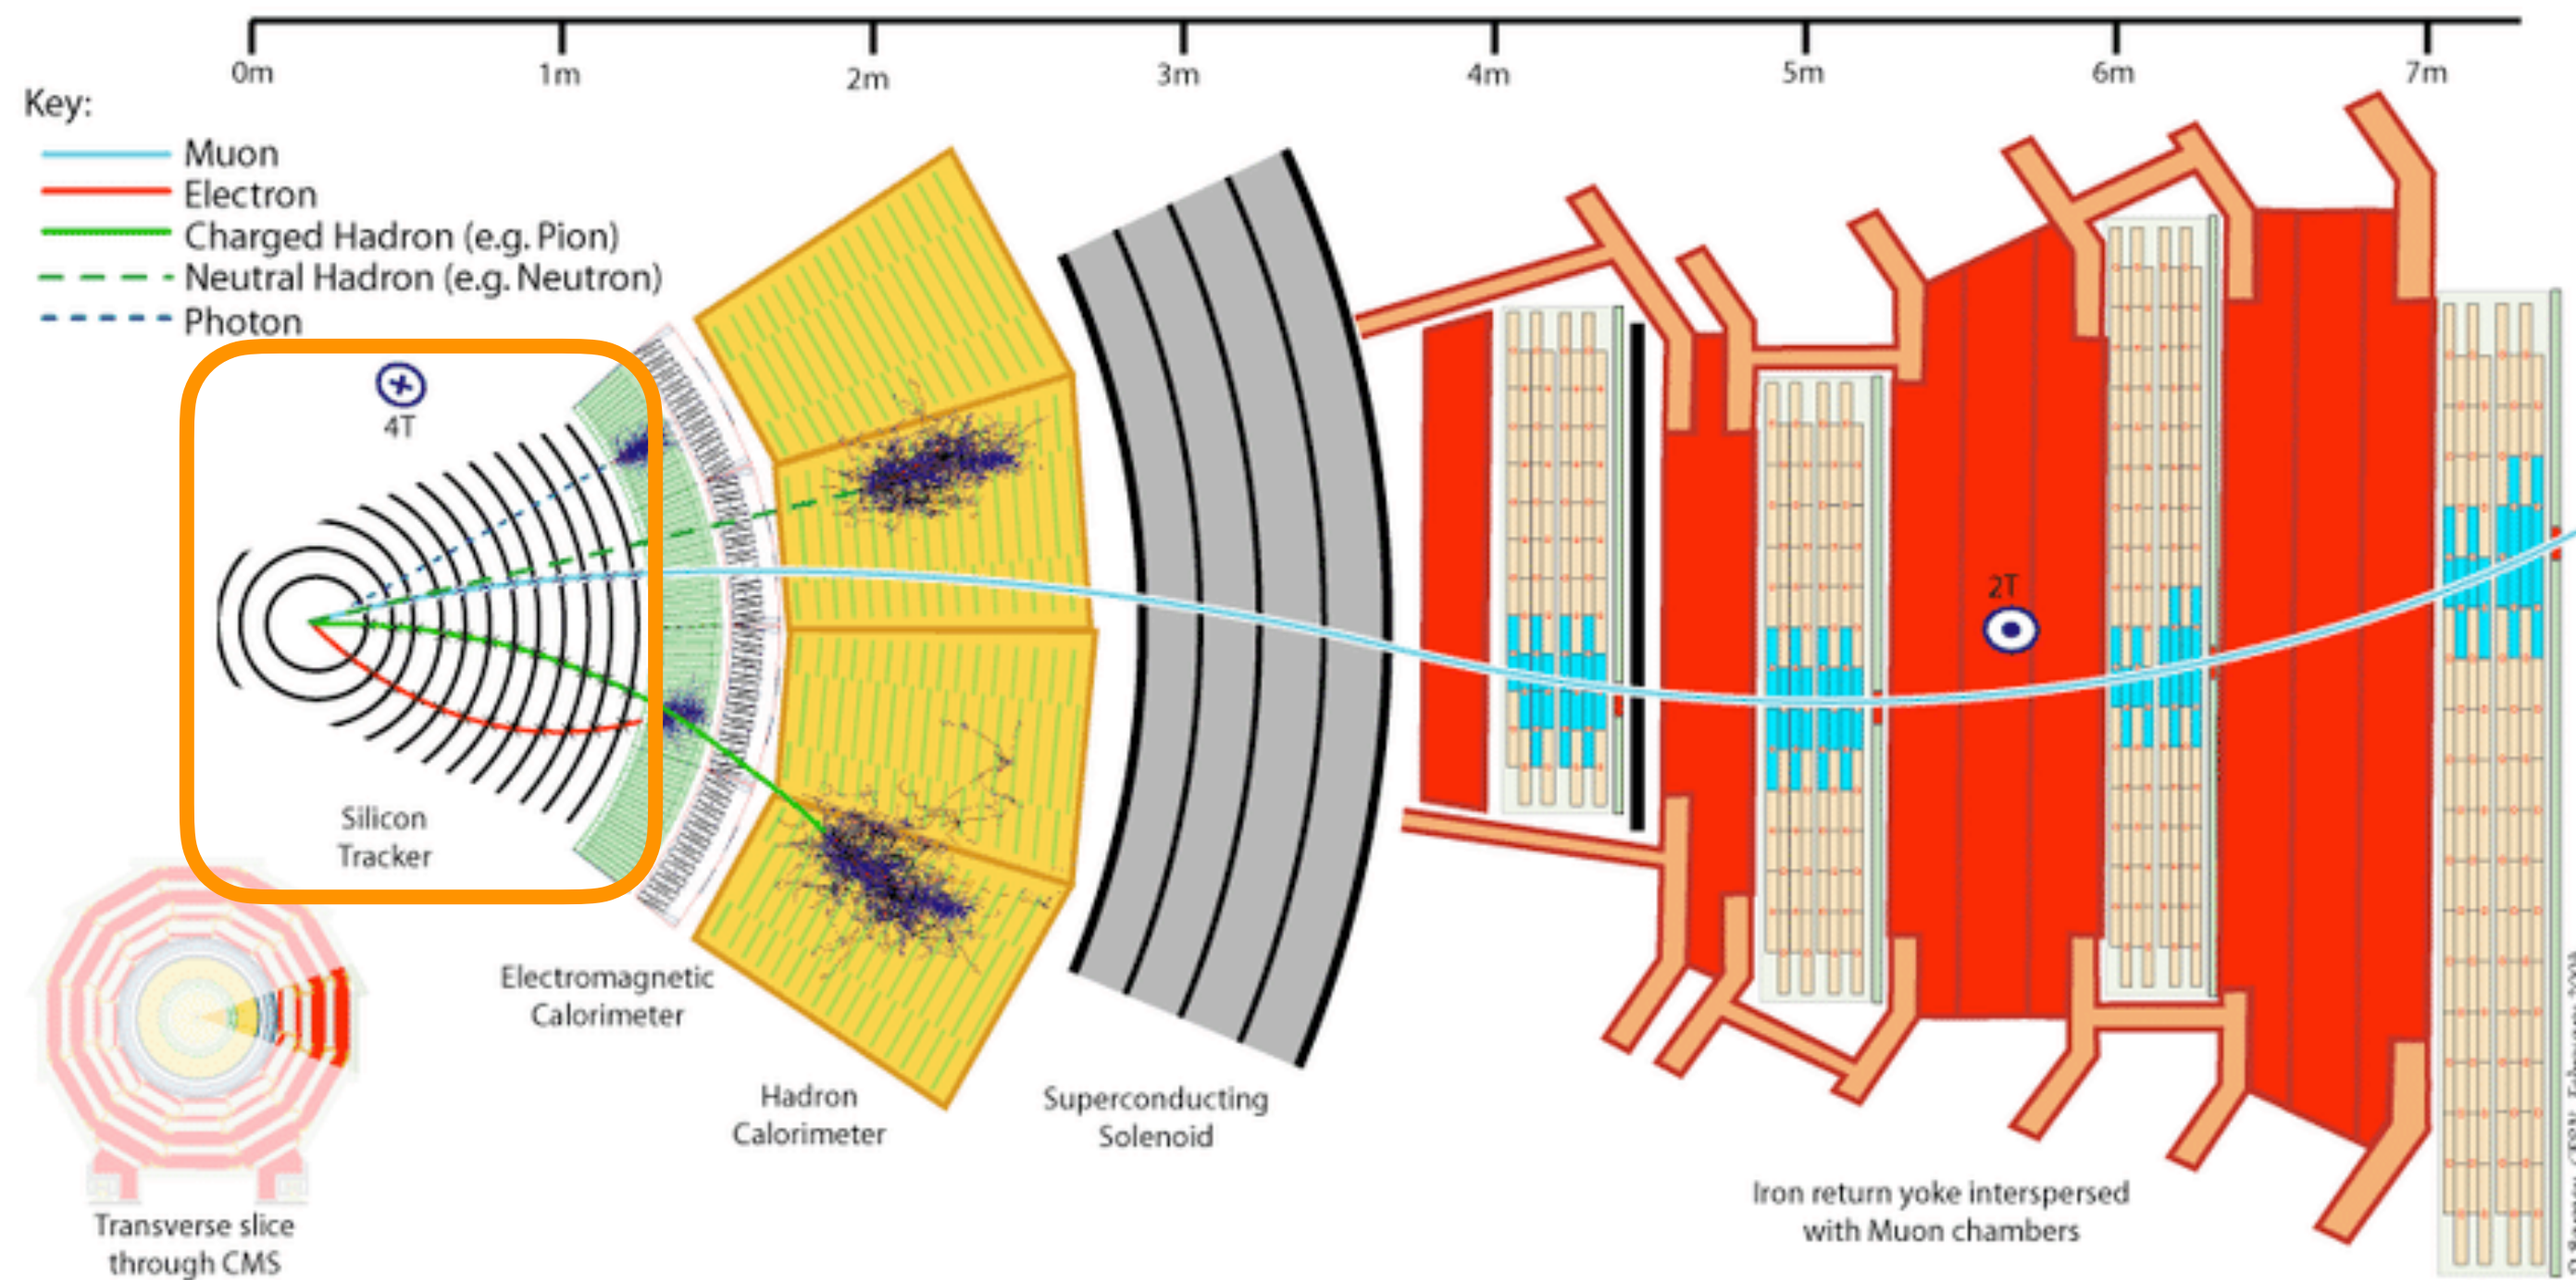 0m 1m 2m 3m 4m 5m 6m 7m
Key:
Muon
Electron
Charged Hadron (e.g. Pion)
Neutral Hadron (e.g. Neutron)
Photon
4T
2T
Silicon
Tracker
Electromagnetic
Calorimeter
Hadron
Calorimeter
Superconducting
Solenoid
Iron return yoke interspersed
with Muon chambers
Transverse slice
through CMS